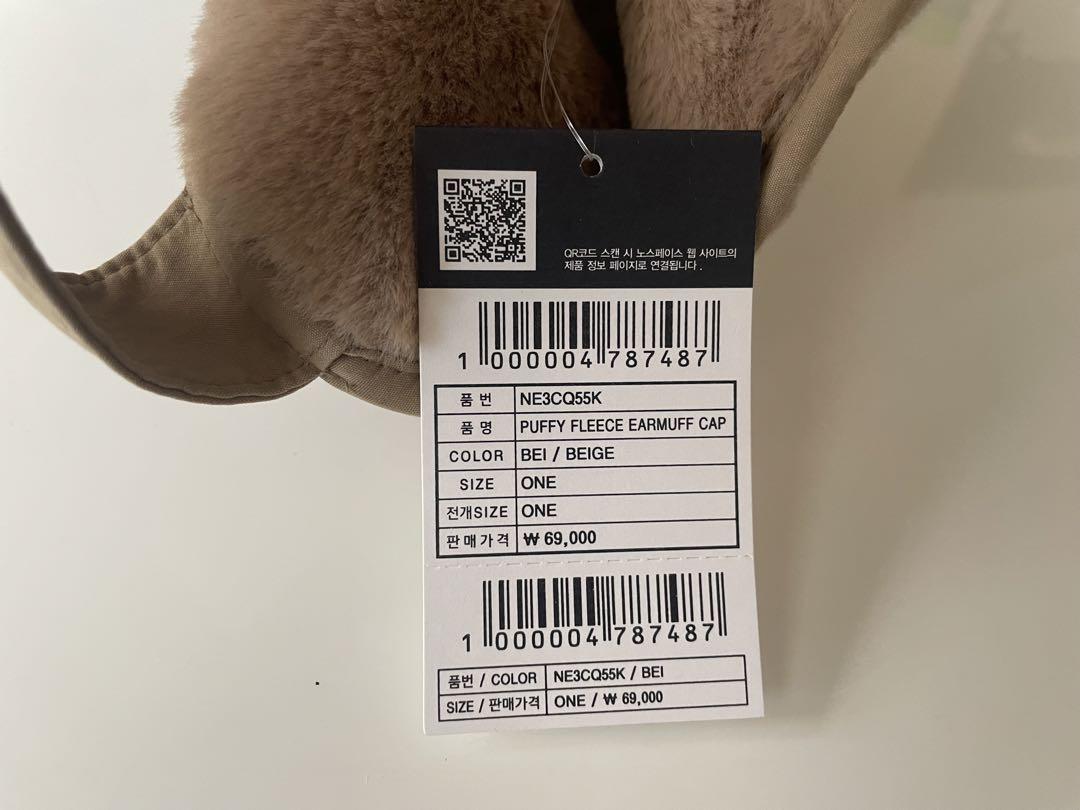 QR코드 스캔 시 노스페이스 웹 사이트의
제품 정보 페이지로 연결됩니다 .
1 000004 787487
품 번 NE3CQ55K
품 명 PUFFY FLEECE EARMUFF CAP
COLOR BEI / BEIGE
SIZE ONE
전개SIZE ONE
판매가격 ₩ 69,000
1 000004 787487
품번 / COLOR NE3CQ55K / BEI
SIZE / 판매가격 ONE / ₩ 69,000